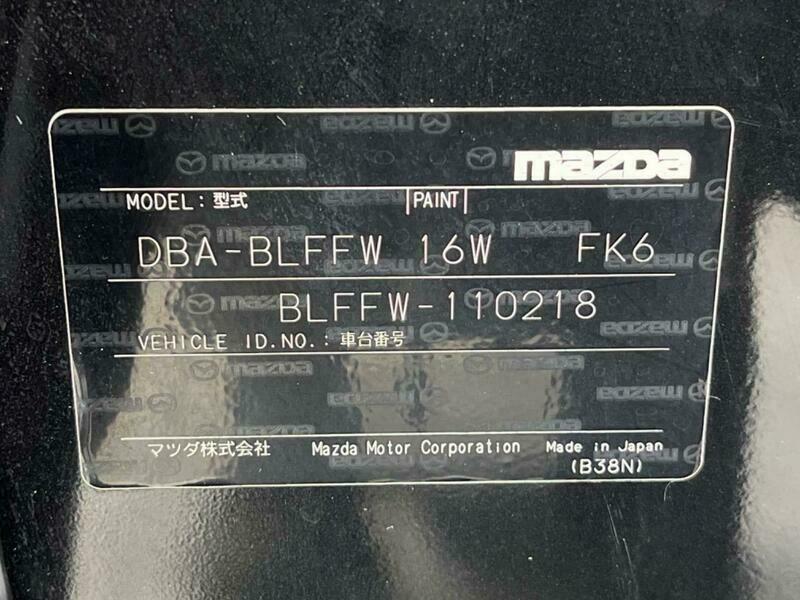 mazda
MODEL: 型式 PAINT
DBA-BLFFW 16W FK6
BLFFW-110218
VEHICLE ID.NO.: 車台番号
マツダ株式会社 Mazda Motor Corporation Made in Japan
(B38N)